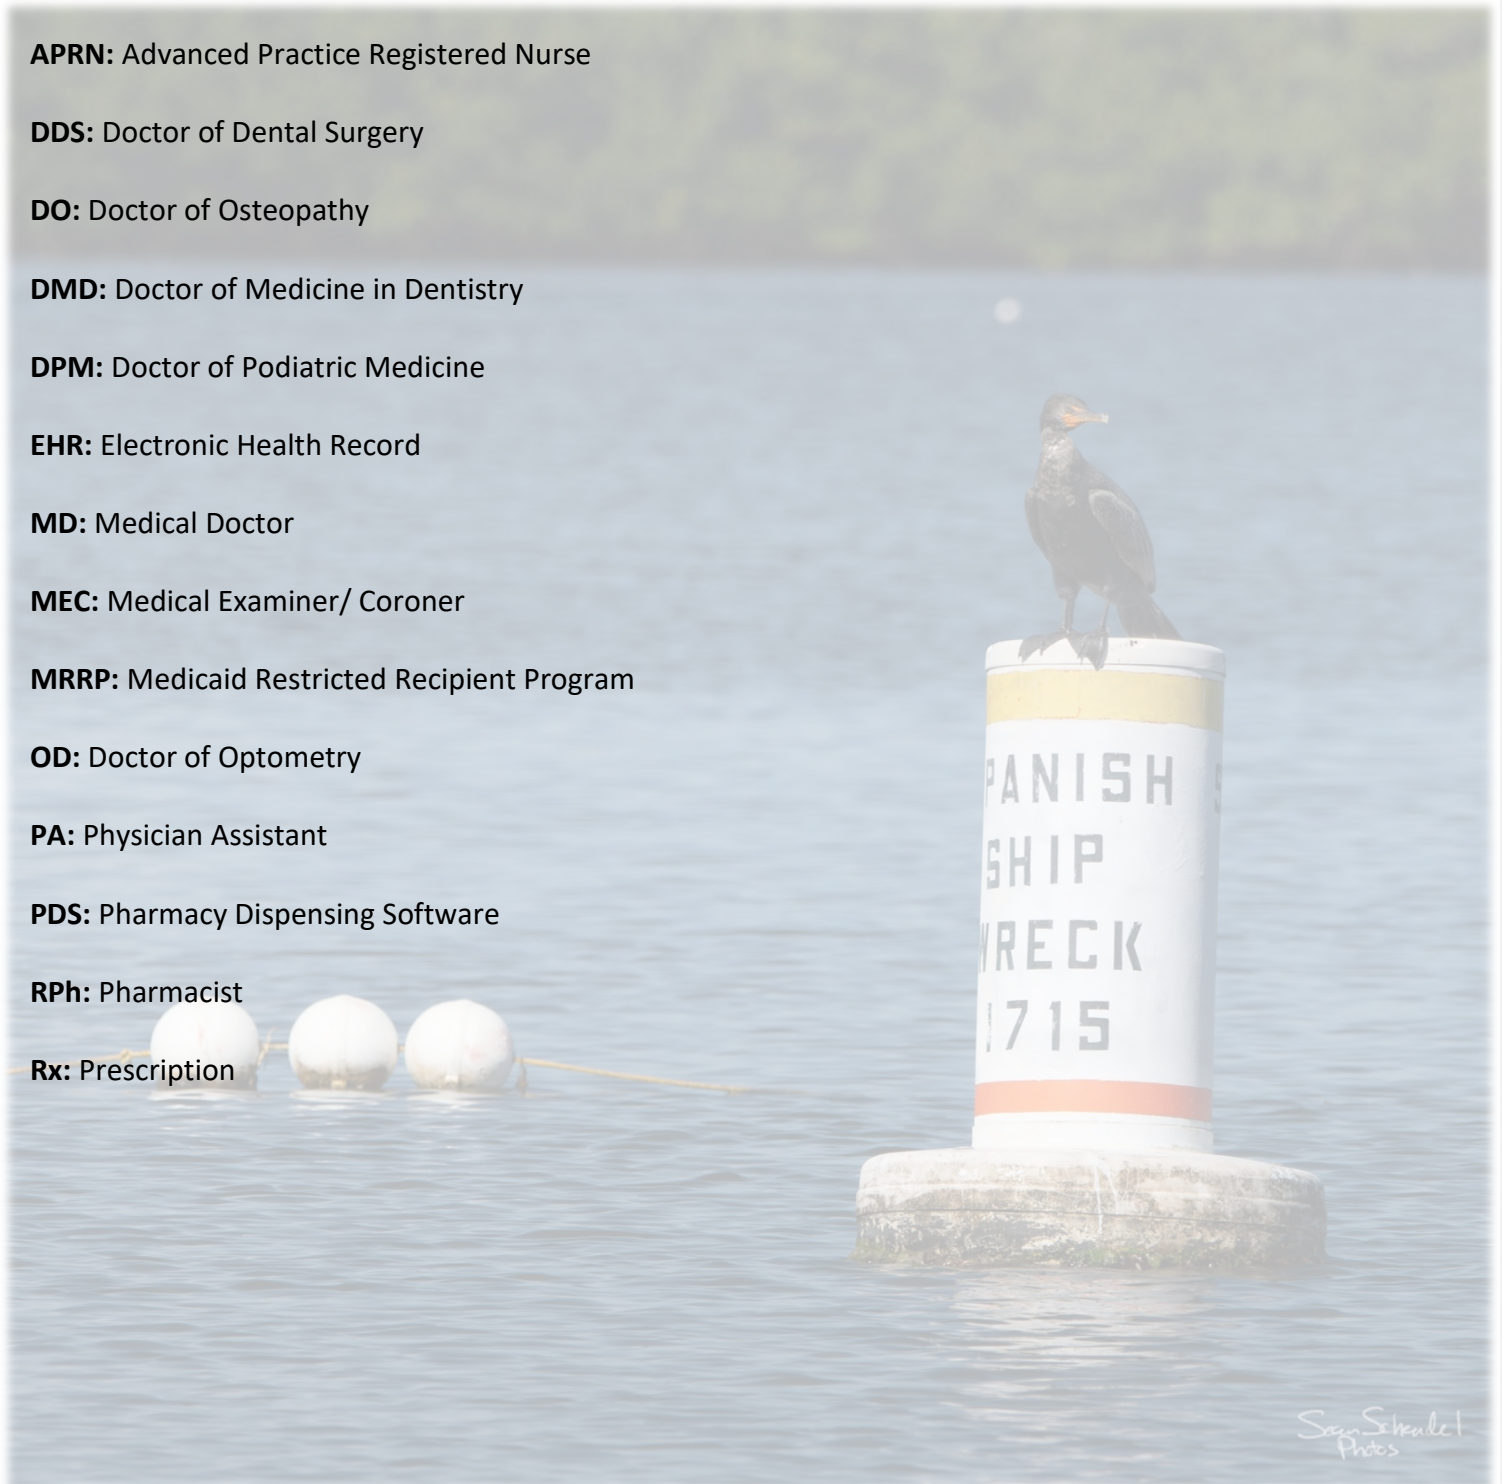 APRN: Advanced Practice Registered Nurse
DDS: Doctor of Dental Surgery
DO: Doctor of Osteopathy
DMD: Doctor of Medicine in Dentistry
DPM: Doctor of Podiatric Medicine
EHR: Electronic Health Record
MD: Medical Doctor
MEC: Medical Examiner/ Coroner
MRRP: Medicaid Restricted Recipient Program
OD: Doctor of Optometry
PA: Physician Assistant
PDS: Pharmacy Dispensing Software
RPh: Pharmacist
Rx: Prescription
PANISH S
SHIP
WRECK
1715
Photos